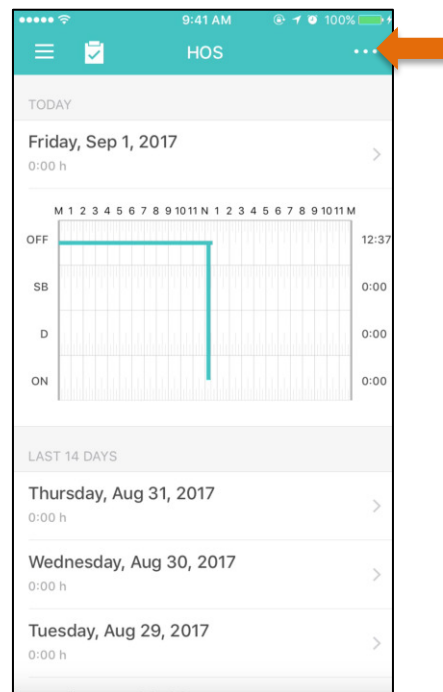 9:41 AM 100%
HOS
TODAY
Friday, Sep 1, 2017
0:00 h
M 1 2 3 4 5 6 7 8 9 10 11 N 1 2 3 4 5 6 7 8 9 10 11 M
OFF 12:37
SB 0:00
D 0:00
ON 0:00
LAST 14 DAYS
Thursday, Aug 31, 2017
0:00 h
Wednesday, Aug 30, 2017
0:00 h
Tuesday, Aug 29, 2017
0:00 h